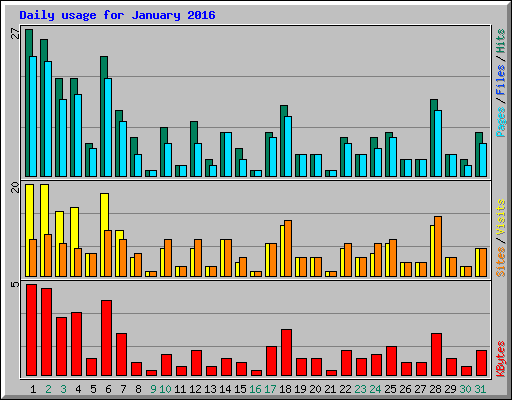 Daily usage for January 2016
27
20
5
Pages / Files / Hits
Sites / Visits
KBytes
1 2 3 4 5 6 7 8 9 10 11 12 13 14 15 16 17 18 19 20 21 22 23 24 25 26 27 28 29 30 31